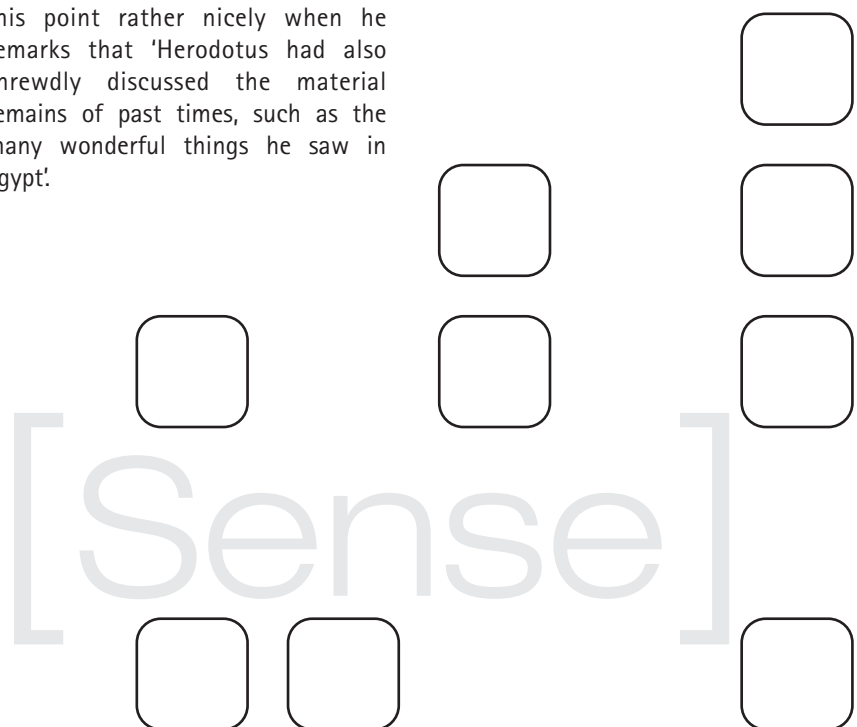 his point rather nicely when he
emarks that 'Herodotus had also
hrewdly discussed the material
emains of past times, such as the
many wonderful things he saw in
gypt'.
[Sense]